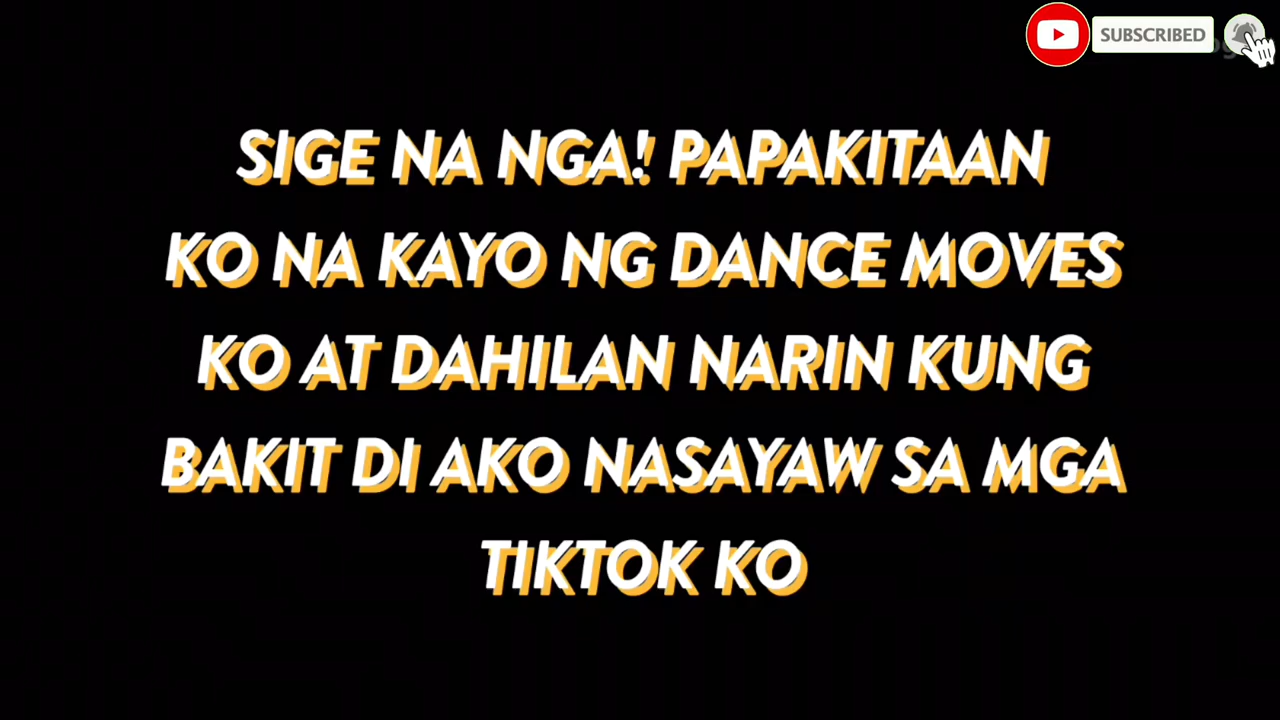 SUBSCRIBED
SIGE NA NGA! PAPAKITAAN
KO NA KAYO NG DANCE MOVES
KO AT DAHILAN NARIN KUNG
BAKIT DI AKO NASAYAW SA MGA
TIKTOK KO